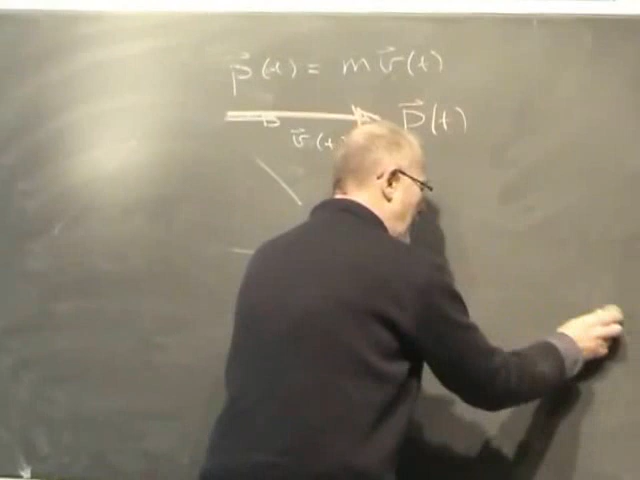 p⃗(t) = m v⃗(t)
p⃗(t)
v⃗(t)